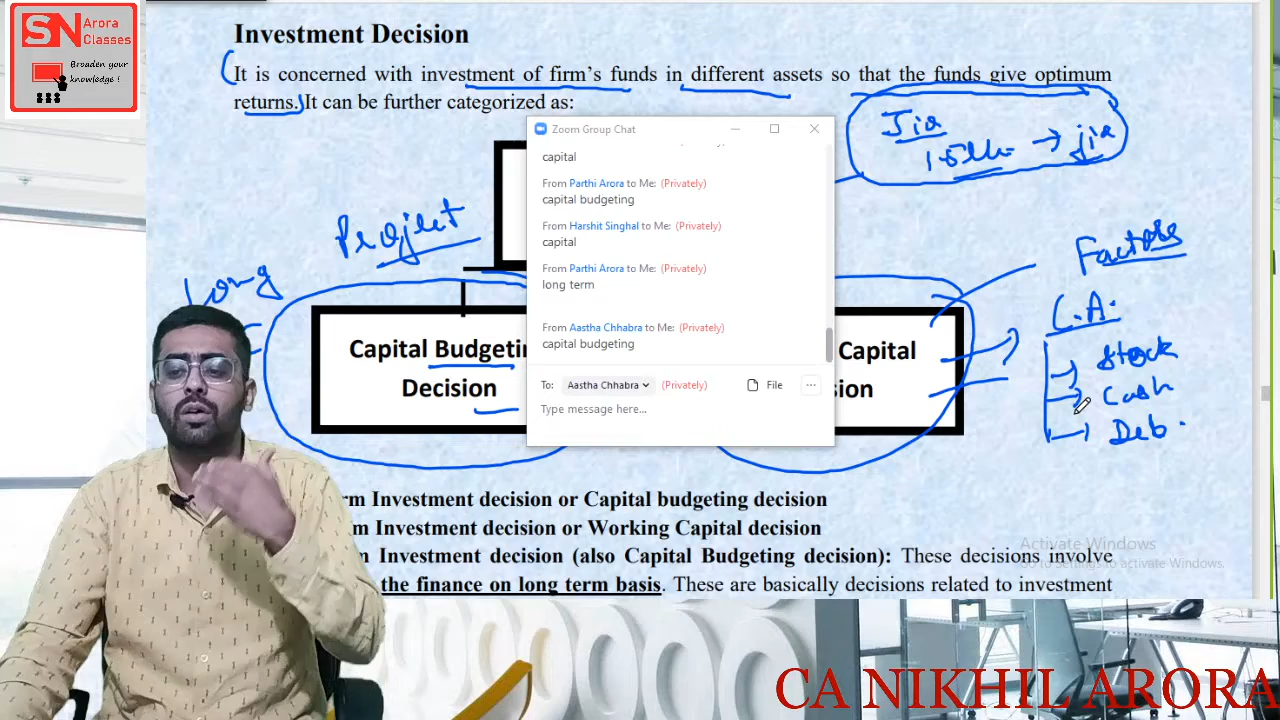 SN Arora
Classes
Broaden your
knowledge !
Investment Decision
It is concerned with investment of firm's funds in different assets so that the funds give optimum
returns. It can be further categorized as:
Jia
→ jia
Projet
Long
Factors
C.A.
Stock
Cash
Deb.
Zoom Group Chat
capital
From Parthi Arora to Me: (Privately)
capital budgeting
From Harshit Singhal to Me: (Privately)
capital
From Parthi Arora to Me: (Privately)
long term
From Aastha Chhabra to Me: (Privately)
capital budgeting
To: Aastha Chhabra (Privately) File ...
Type message here...
Capital
Decision
Capital
rm Investment decision or Capital budgeting decision
m Investment decision or Working Capital decision
Investment decision (also Capital Budgeting decision): These decisions involve
the finance on long term basis. These are basically decisions related to investment
Activate Windows
Go to Settings to activate Windows.
CA NIKHIL ARORA